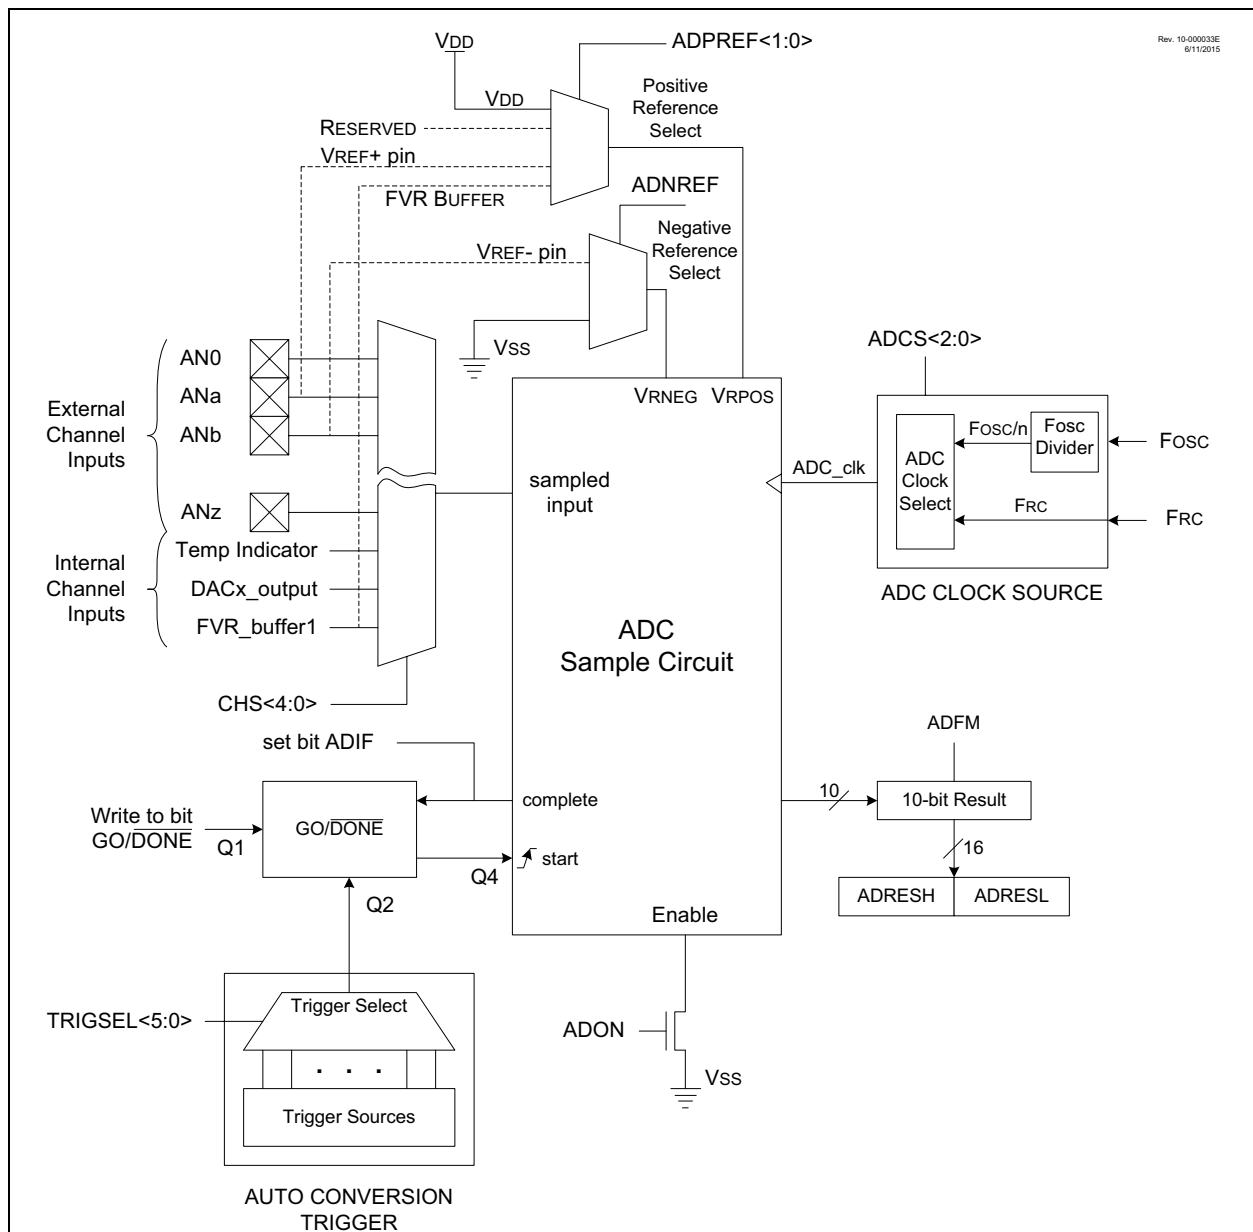 Rev. 10-000033E
6/11/2015
VDD
ADPREF<1:0>
VDD
Positive
Reference
Select
RESERVED
VREF+ pin
FVR BUFFER
ADNREF
Negative
Reference
Select
VREF- pin
VSS
External
Channel
Inputs
AN0
ANa
ANb
ANz
Internal
Channel
Inputs
Temp Indicator
DACx_output
FVR_buffer1
CHS<4:0>
VRNEG
VRPOS
sampled
input
ADC
Sample Circuit
ADCS<2:0>
ADC_clk
ADC
Clock
Select
FOSC/n
Fosc
Divider
FOSC
FRC
FRC
ADC CLOCK SOURCE
set bit ADIF
complete
Write to bit
GO/DONE
Q1
GO/DONE
Q4
start
Q2
Enable
ADFM
10
10-bit Result
16
ADRESH
ADRESL
TRIGSEL<5:0>
Trigger Select
. . .
Trigger Sources
AUTO CONVERSION
TRIGGER
ADON
VSS